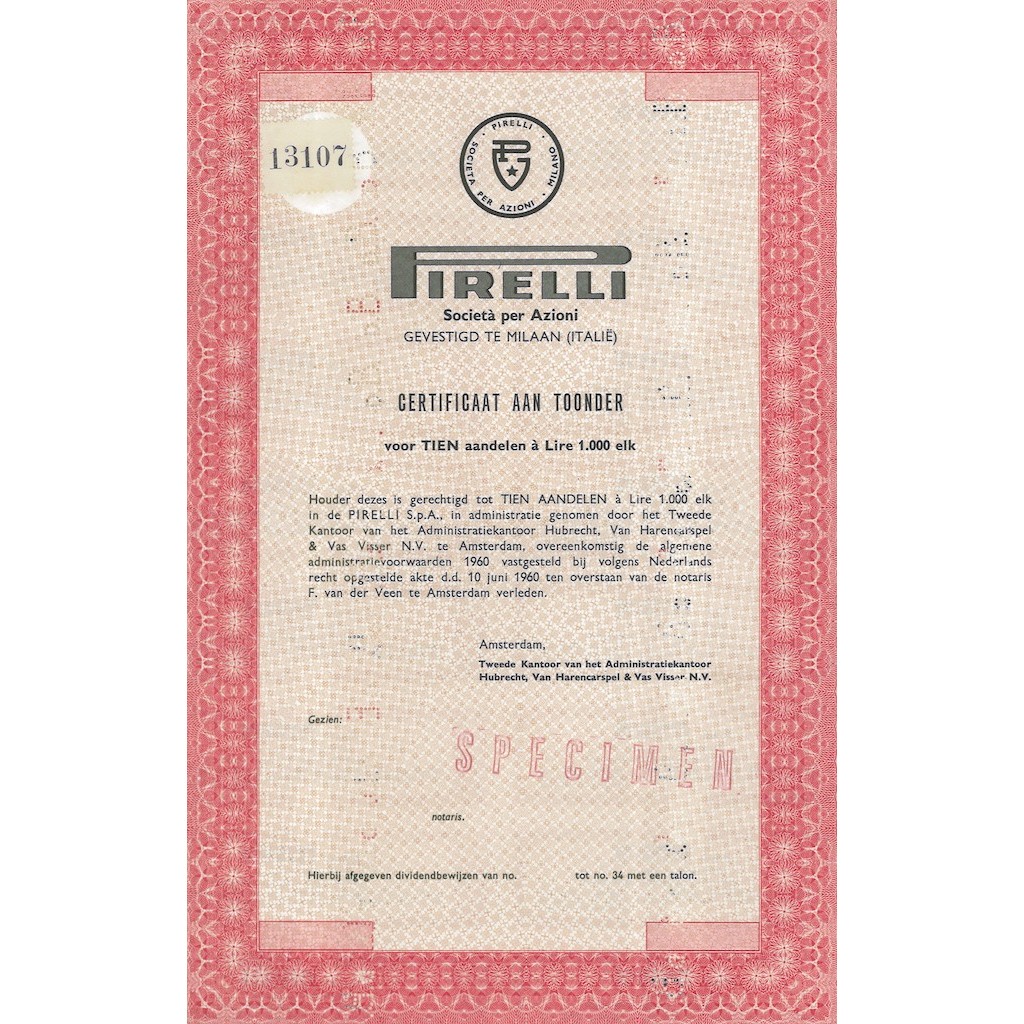 13107
PIRELLI · MILANO · SOCIETÀ PER AZIONI
PIRELLI
Società per Azioni
GEVESTIGD TE MILAAN (ITALIË)
CERTIFICAAT AAN TOONDER
voor TIEN aandelen à Lire 1.000 elk
Houder dezes is gerechtigd tot TIEN AANDELEN à Lire 1.000 elk
in de PIRELLI S.p.A., in administratie genomen door het Tweede
Kantoor van het Administratiekantoor Hubrecht, Van Harencarspel
& Vas Visser N.V. te Amsterdam, overeenkomstig de algemene
administratievoorwaarden 1960 vastgesteld bij volgens Nederlands
recht opgestelde akte d.d. 10 juni 1960 ten overstaan van de notaris
F. van der Veen te Amsterdam verleden.
Amsterdam,
Tweede Kantoor van het Administratiekantoor
Hubrecht, Van Harencarspel & Vas Visser N.V.
Gezien:
SPECIMEN
notaris.
Hierbij afgegeven dividendbewijzen van no. tot no. 34 met een talon.